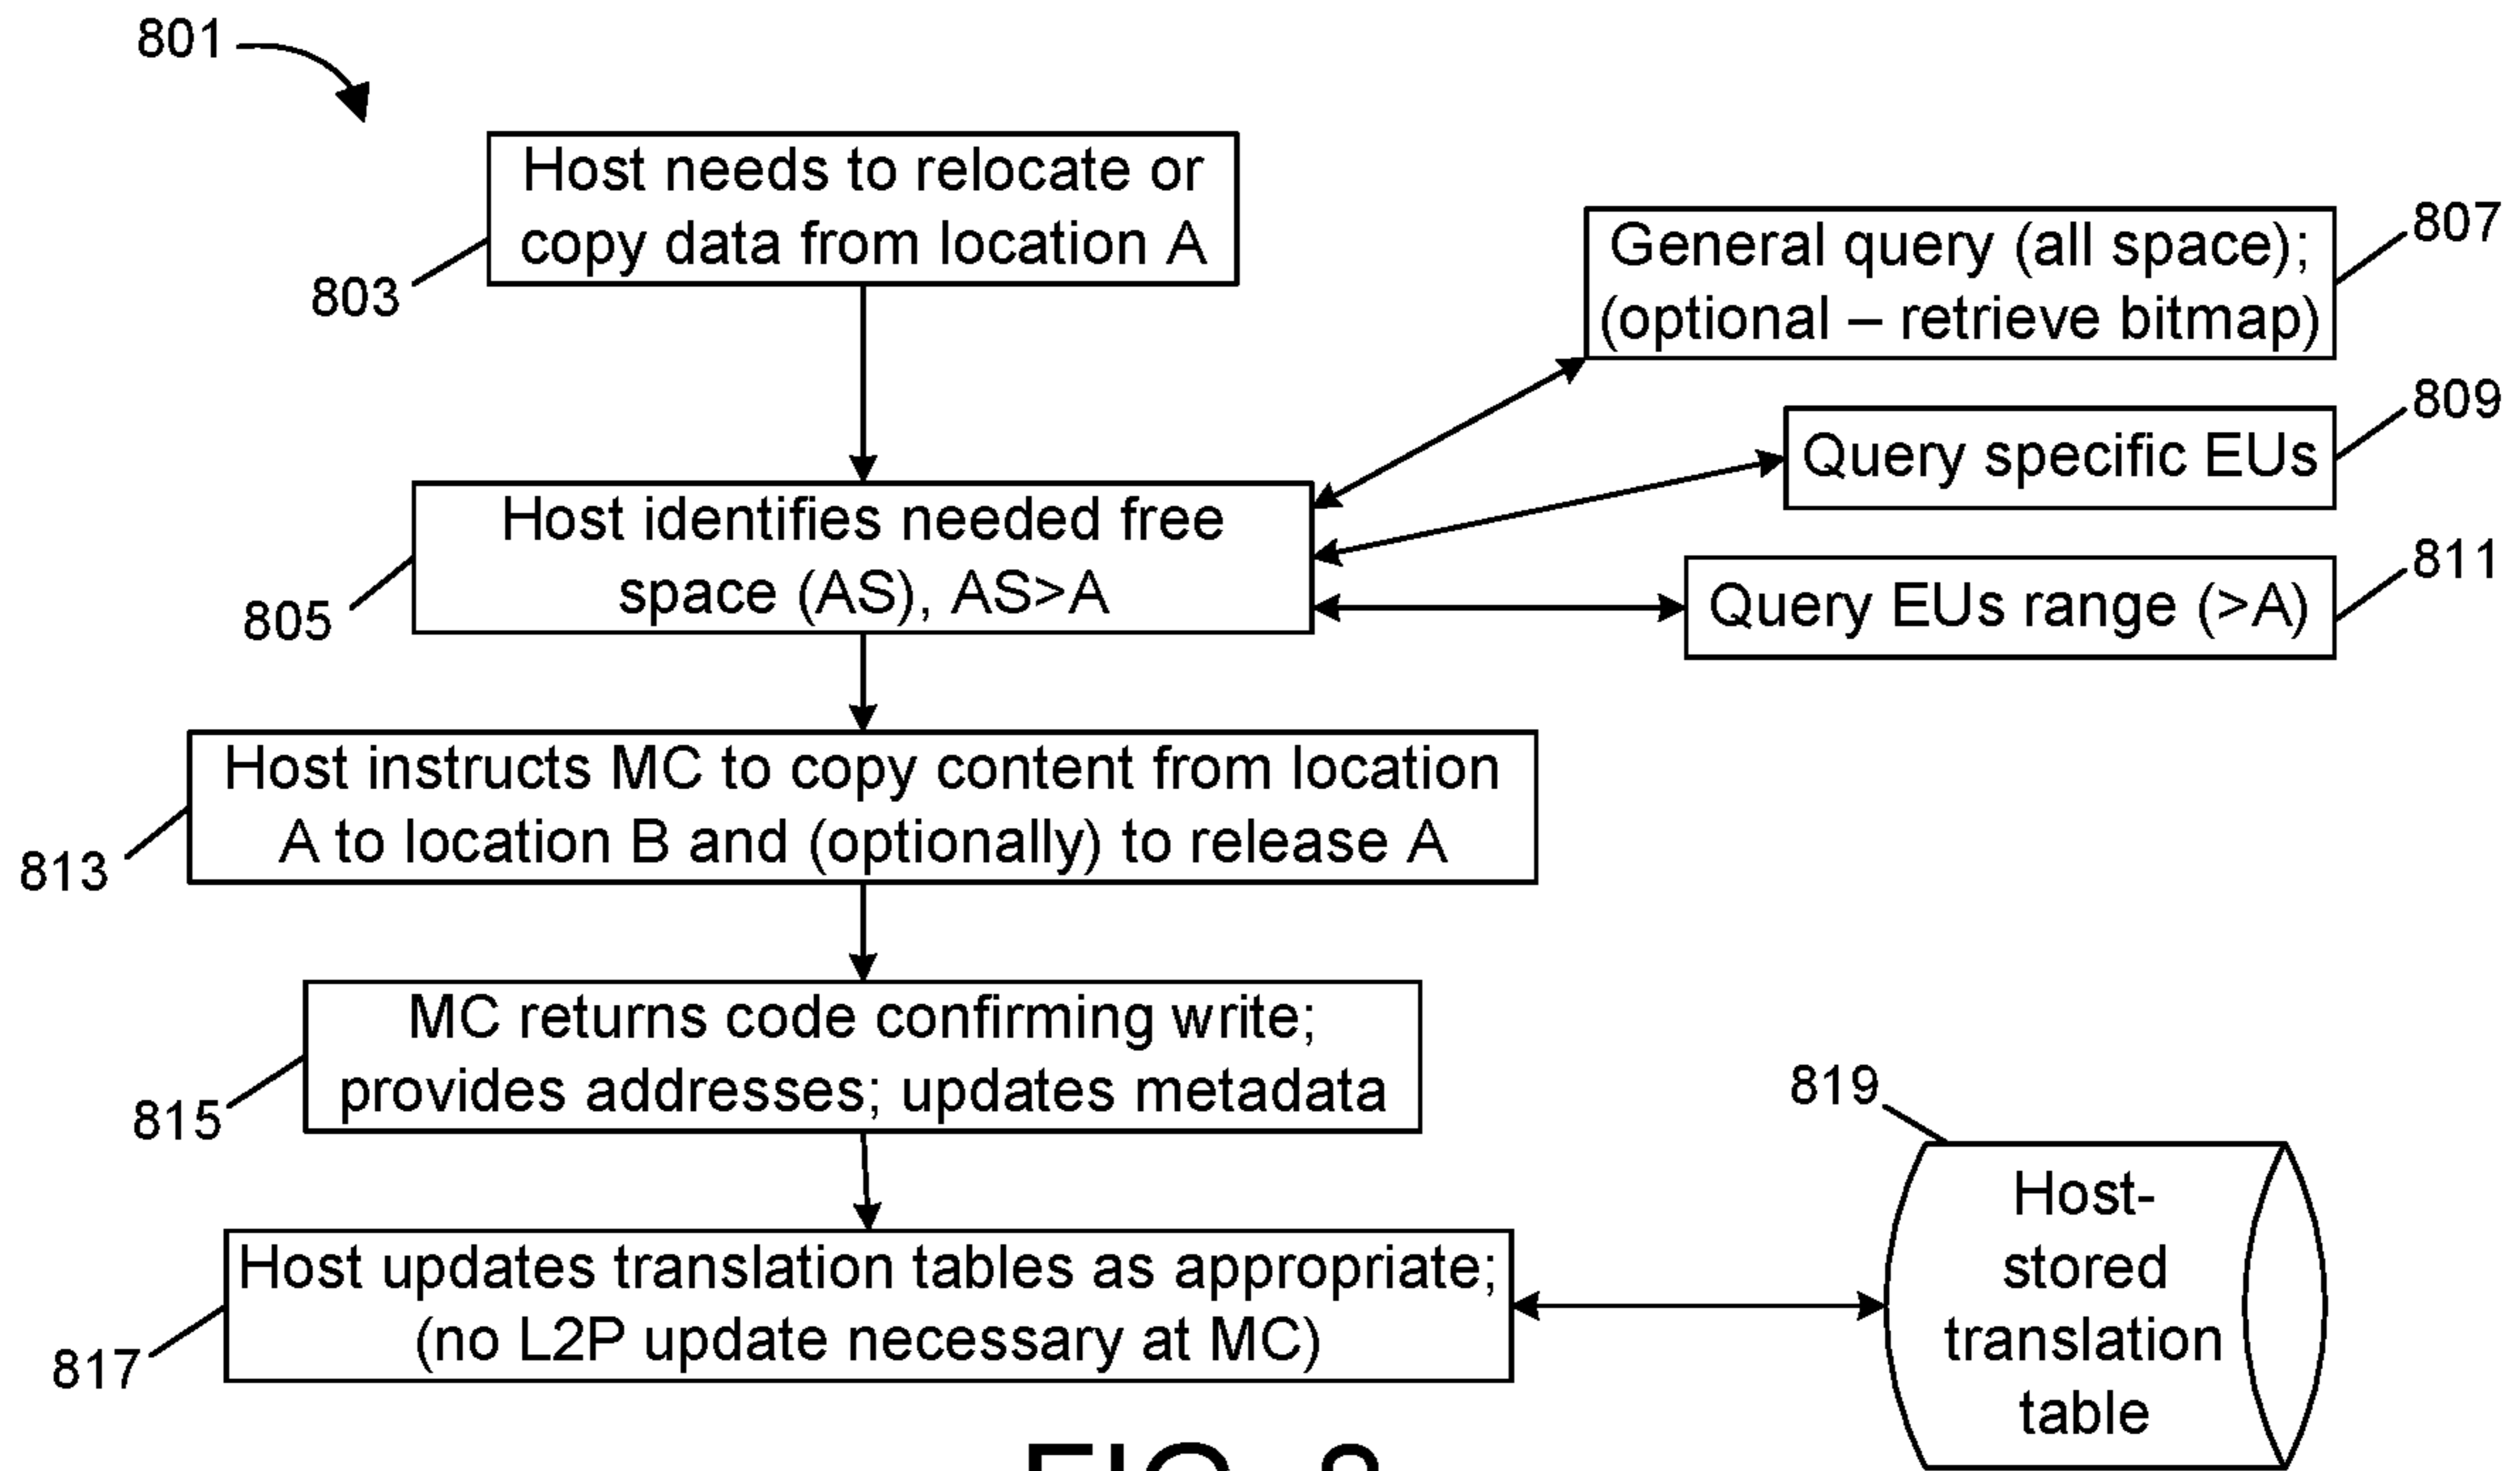 801
Host needs to relocate or
copy data from location A
803
General query (all space);
(optional – retrieve bitmap)
807
Query specific EUs
809
Host identifies needed free
space (AS), AS>A
805
Query EUs range (>A)
811
Host instructs MC to copy content from location
A to location B and (optionally) to release A
813
MC returns code confirming write;
provides addresses; updates metadata
815
Host updates translation tables as appropriate;
(no L2P update necessary at MC)
817
819
Host-
stored
translation
table
FIG. 8